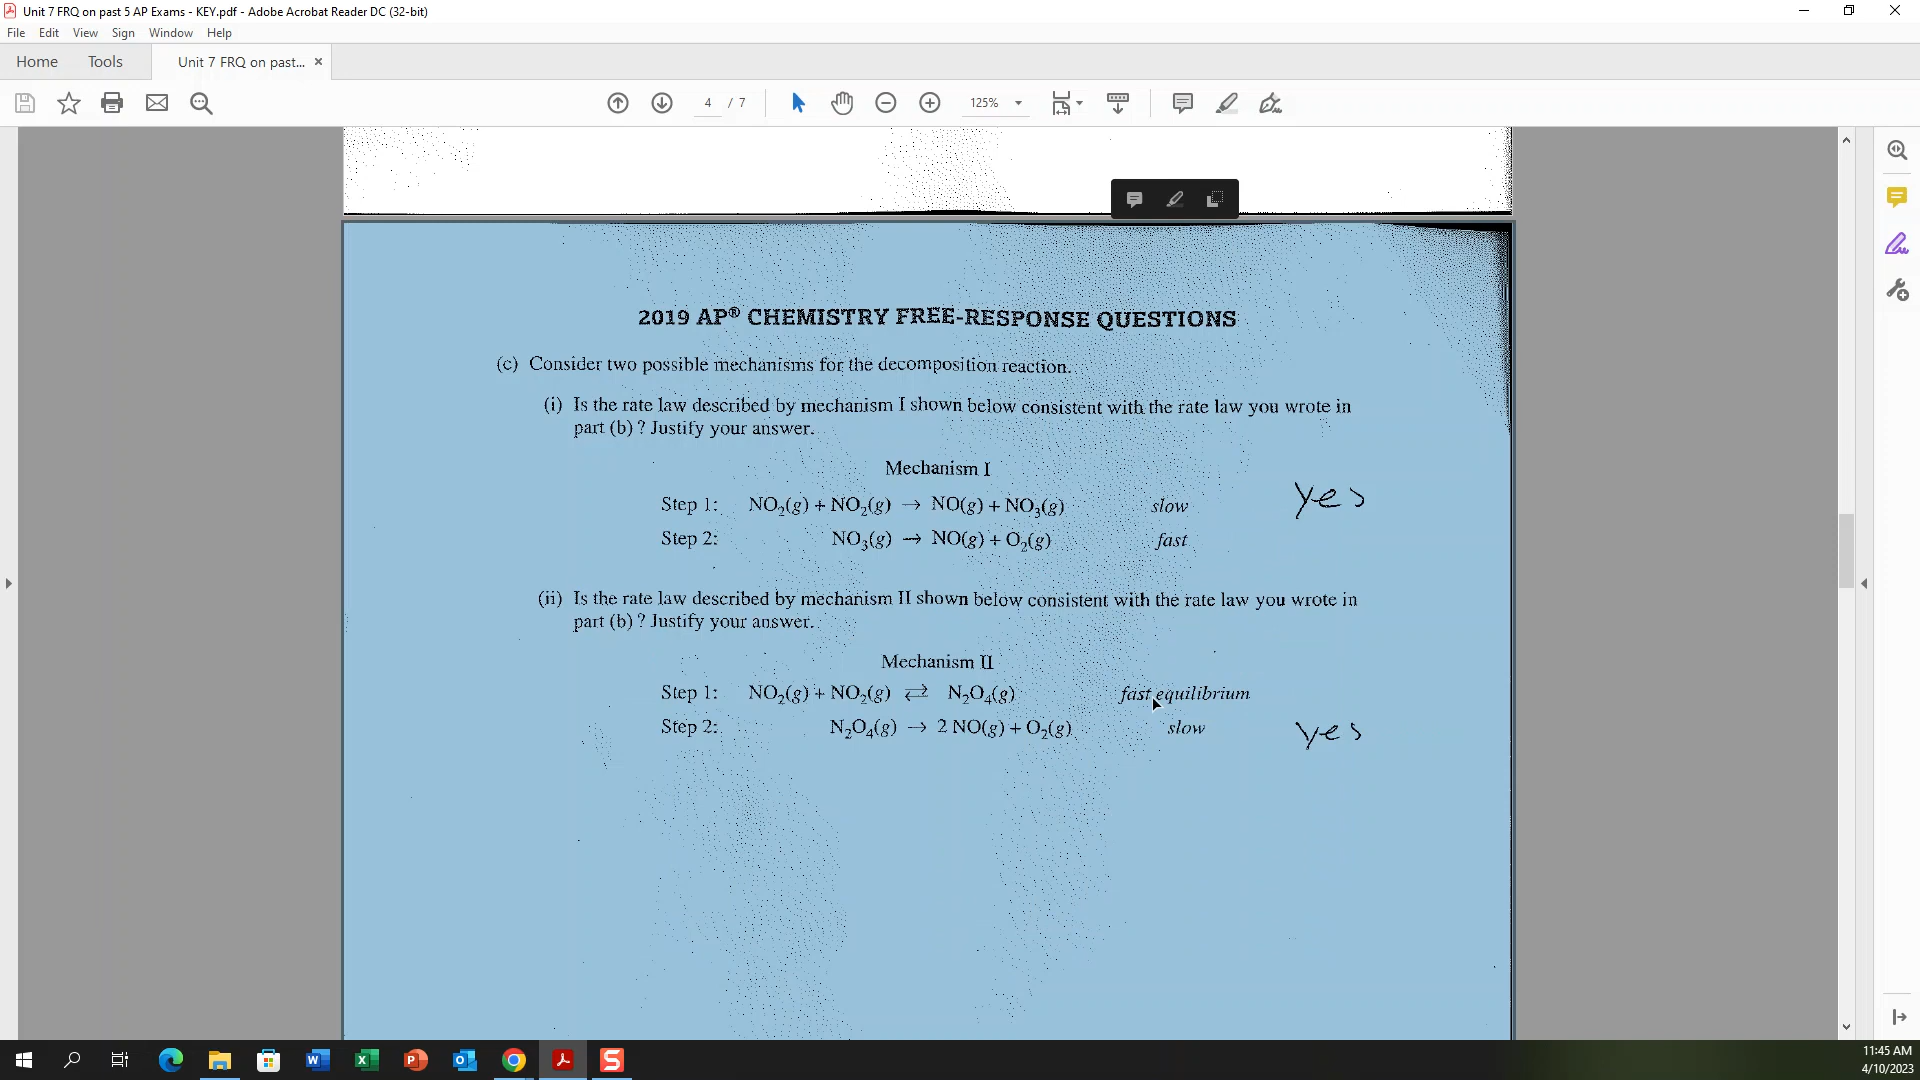 Unit 7 FRQ on past 5 AP Exams - KEY.pdf - Adobe Acrobat Reader DC (32-bit)
File Edit View Sign Window Help
Home Tools Unit 7 FRQ on past... ×
4 / 7 125%
2019 AP® CHEMISTRY FREE-RESPONSE QUESTIONS
(c) Consider two possible mechanisms for the decomposition reaction.
(i) Is the rate law described by mechanism I shown below consistent with the rate law you wrote in
part (b) ? Justify your answer.
Mechanism I
Step 1: NO₂(g) + NO₂(g) → NO(g) + NO₃(g) slow yes
Step 2: NO₃(g) → NO(g) + O₂(g) fast
(ii) Is the rate law described by mechanism II shown below consistent with the rate law you wrote in
part (b) ? Justify your answer.
Mechanism II
Step 1: NO₂(g) + NO₂(g) ⇄ N₂O₄(g) fast equilibrium
Step 2: N₂O₄(g) → 2 NO(g) + O₂(g) slow yes
11:45 AM
4/10/2023